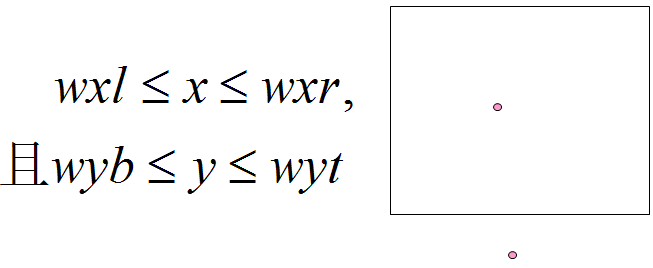 wxl ≤ x ≤ wxr,
且wyb ≤ y ≤ wyt